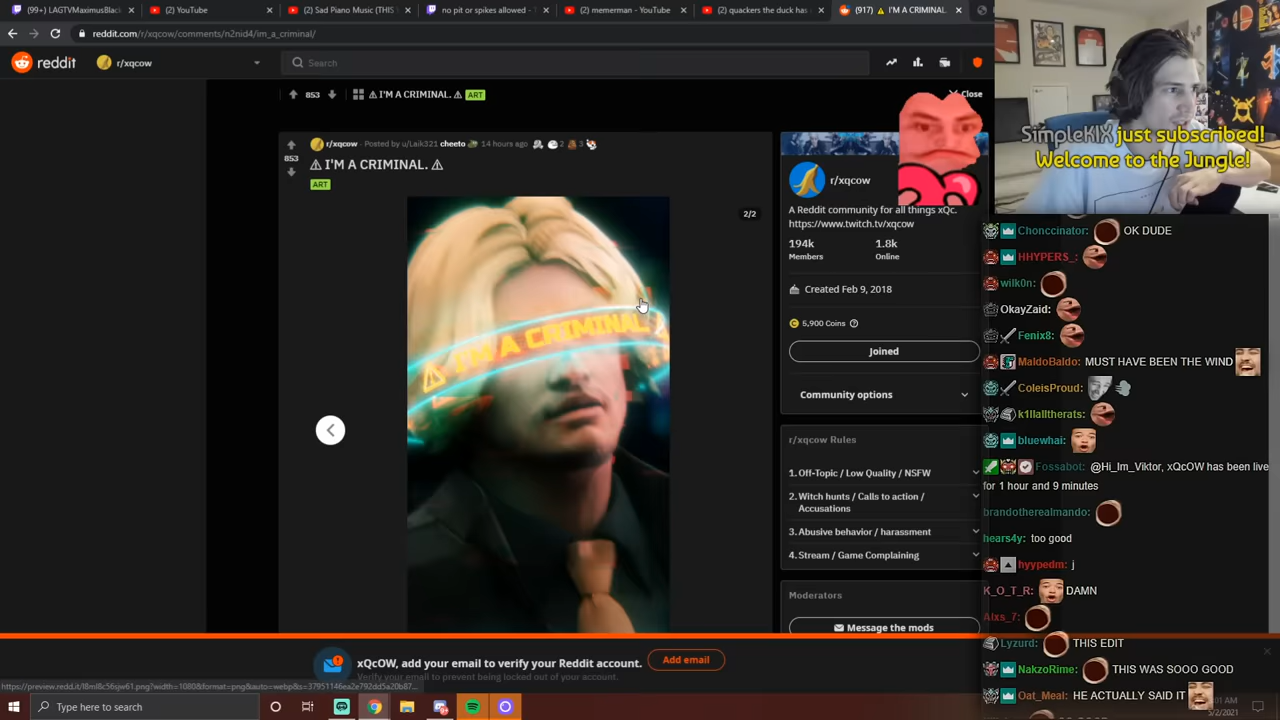 (99+) LAGTVMaximusBlack
(2) YouTube
(2) Sad Piano Music (THIS
no pit or spikes allowed - T
(2) mememan - YouTube
(2) quackers the duck has
(917) ⚠ I'M A CRIMINAL.
reddit.com/r/xqcow/comments/n2nid4/im_a_criminal/
reddit
r/xqcow
Search
853
⚠ I'M A CRIMINAL. ⚠ ART
Close
r/xqcow · Posted by u/Laik321 cheeto 14 hours ago 2 3
853
⚠ I'M A CRIMINAL. ⚠
ART
2/2
⚠ I'M A CRIMINAL
r/xqcow
A Reddit community for all things xQc.
https://www.twitch.tv/xqcow
194k
Members
1.8k
Online
Created Feb 9, 2018
5,900 Coins
Joined
Community options
r/xqcow Rules
1. Off-Topic / Low Quality / NSFW
2. Witch hunts / Calls to action /
Accusations
3. Abusive behavior / harassment
4. Stream / Game Complaining
Moderators
Message the mods
SimpleKIX just subscribed!
Welcome to the Jungle!
Chonccinator: OK DUDE
HHYPERS_:
wilk0n:
OkayZaid:
Fenix8:
MaldoBaldo: MUST HAVE BEEN THE WIND
ColeisProud:
k1llalltherats:
bluewhai:
Fossabot: @Hi_Im_Viktor, xQcOW has been live
for 1 hour and 9 minutes
brandotherealmando:
hears4y: too good
hyypedm: j
K_O_T_R: DAMN
Alxs_7:
Lyzurd: THIS EDIT
NakzoRime: THIS WAS SOOO GOOD
Oat_Meal: HE ACTUALLY SAID IT
xQcOW, add your email to verify your Reddit account.
Verify your email to prevent being locked out of your account.
Add email
Type here to search
5/2/2021